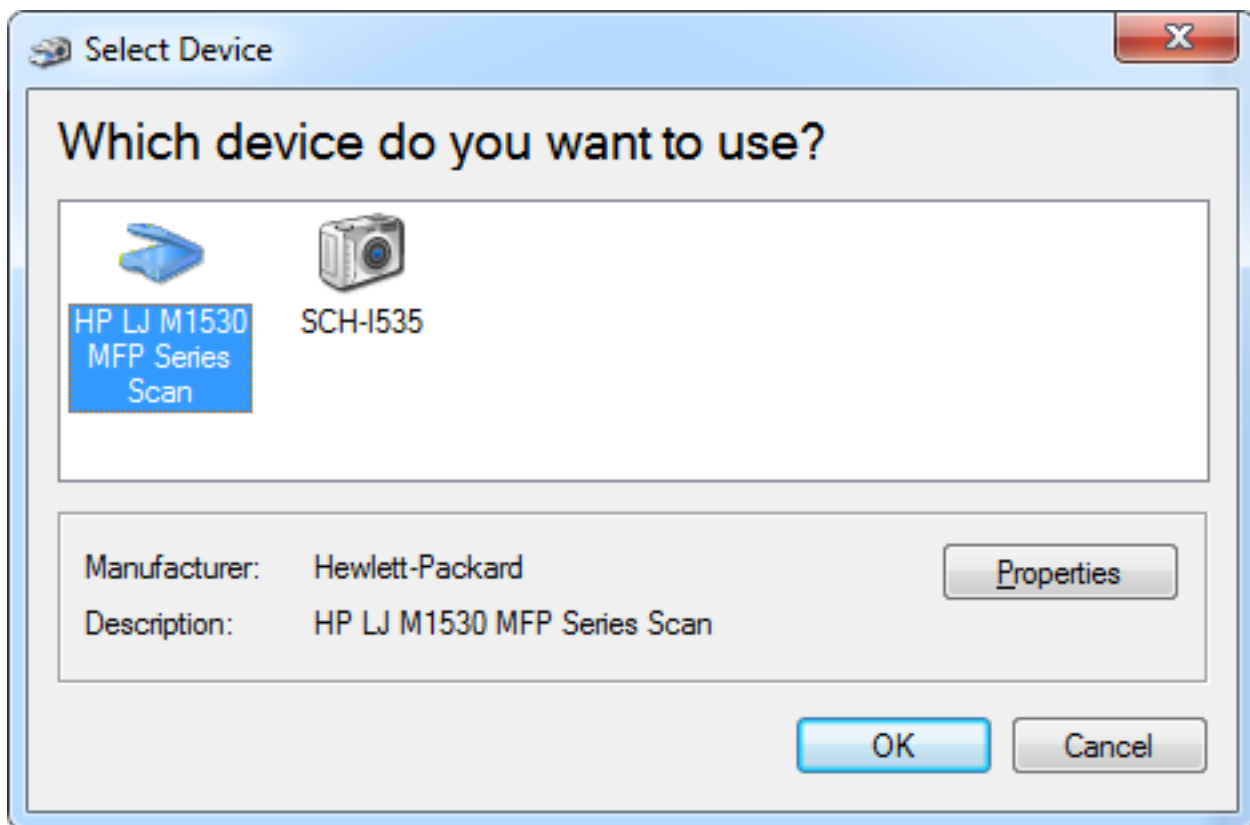 Select Device
Which device do you want to use?
HP LJ M1530
MFP Series
Scan
SCH-I535
Manufacturer: Hewlett-Packard
Properties
Description: HP LJ M1530 MFP Series Scan
OK
Cancel